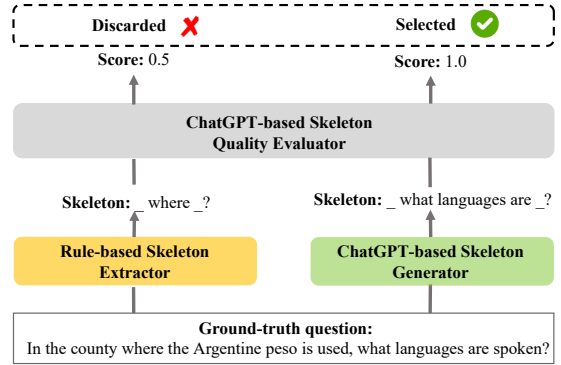 Discarded
Selected
Score: 0.5
Score: 1.0
ChatGPT-based Skeleton
Quality Evaluator
Skeleton: _ where _?
Skeleton: _ what languages are _?
Rule-based Skeleton
Extractor
ChatGPT-based Skeleton
Generator
Ground-truth question:
In the county where the Argentine peso is used, what languages are spoken?